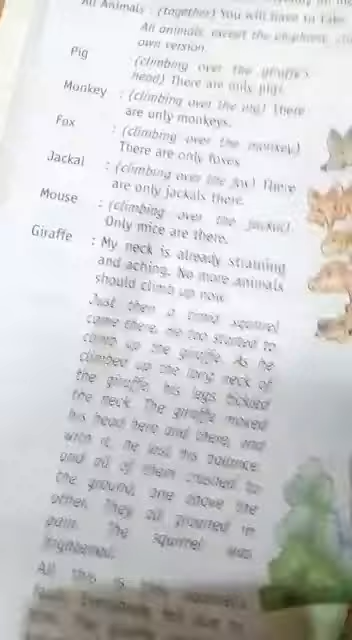 All Animals : (together) You will have to take
All animals, except the elephant,
own version.
Pig : (climbing over the giraffe's
head) There are only pigs.
Monkey : (climbing over the pig) There
are only monkeys.
Fox : (climbing over the monkey)
There are only foxes.
Jackal : (climbing over the fox) There
are only jackals there.
Mouse : (climbing over the jackal)
Only mice are there.
Giraffe : My neck is already straining
and aching. No more animals
should climb up now.
Just then a squirrel
came there. He too started to
climb up the giraffe. As he
climbed up the long neck of
the giraffe, his legs tickled
the neck. The giraffe moved
his head here and there, and
with it, he lost his balance
and all of them crashed to
the ground, one above the
other. They all groaned in
pain. The squirrel was
frightened.
All this is